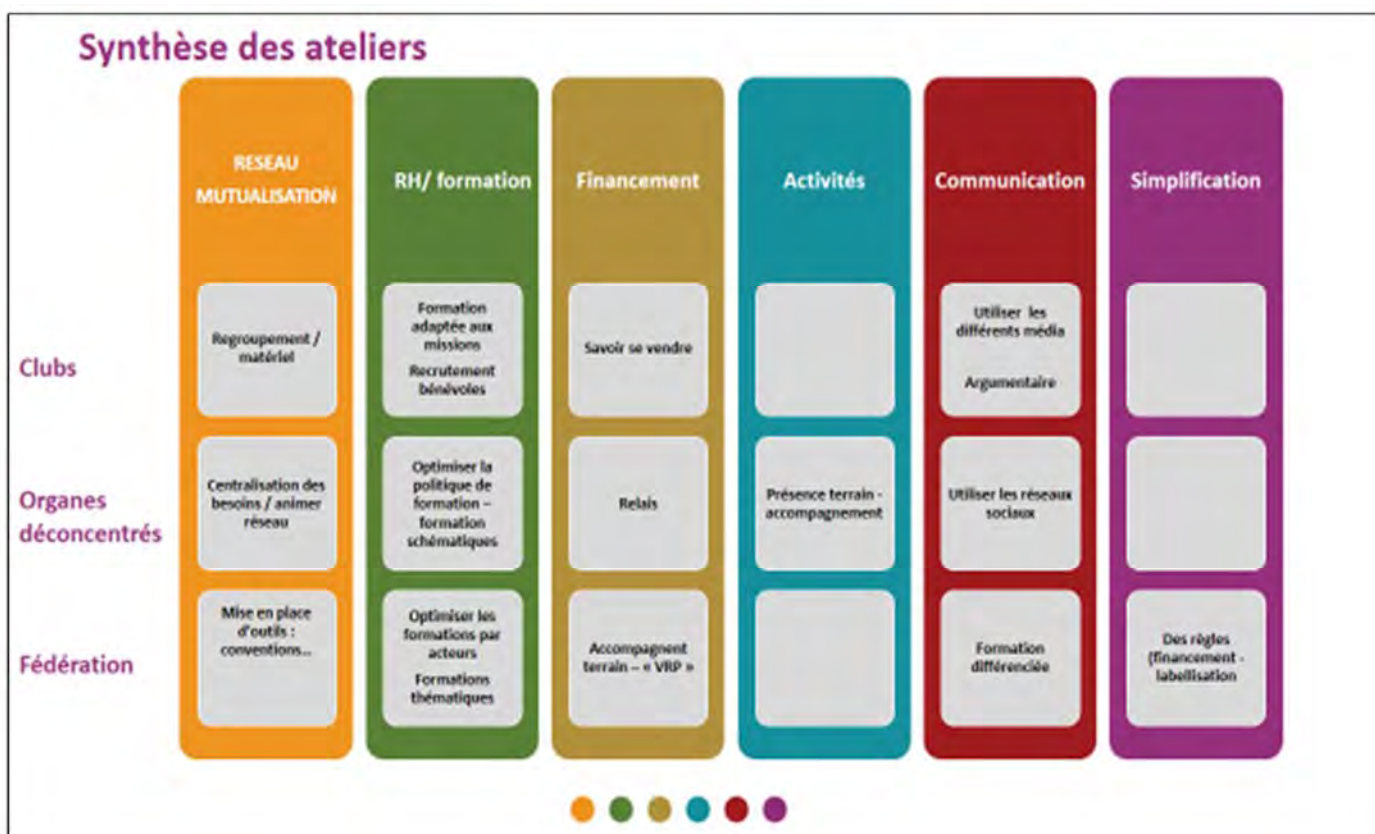 Synthèse des ateliers
RESEAU
MUTUALISATION
RH/ formation
Financement
Activités
Communication
Simplification
Clubs
Regroupement /
matériel
Formation
adaptée aux
missions
Recrutement
bénévoles
Savoir se vendre
Utiliser les
différents média
Argumentaire
Organes
déconcentrés
Centralisation des
besoins / animer
réseau
Optimiser la
politique de
formation –
formation
schématiques
Relais
Présence terrain -
accompagnement
Utiliser les réseaux
sociaux
Fédération
Mise en place
d'outils :
conventions...
Optimiser les
formations par
acteurs
Formations
thématiques
Accompagnent
terrain – « VRP »
Formation
différenciée
Des règles
(financement -
labellisation